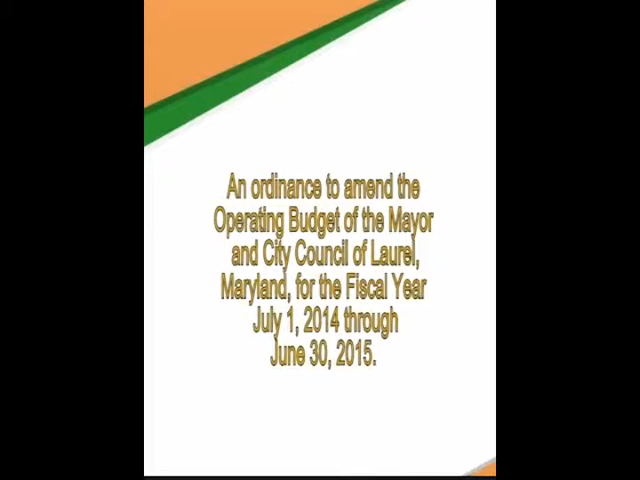 An ordinance to amend the
Operating Budget of the Mayor
and City Council of Laurel,
Maryland, for the Fiscal Year
July 1, 2014 through
June 30, 2015.